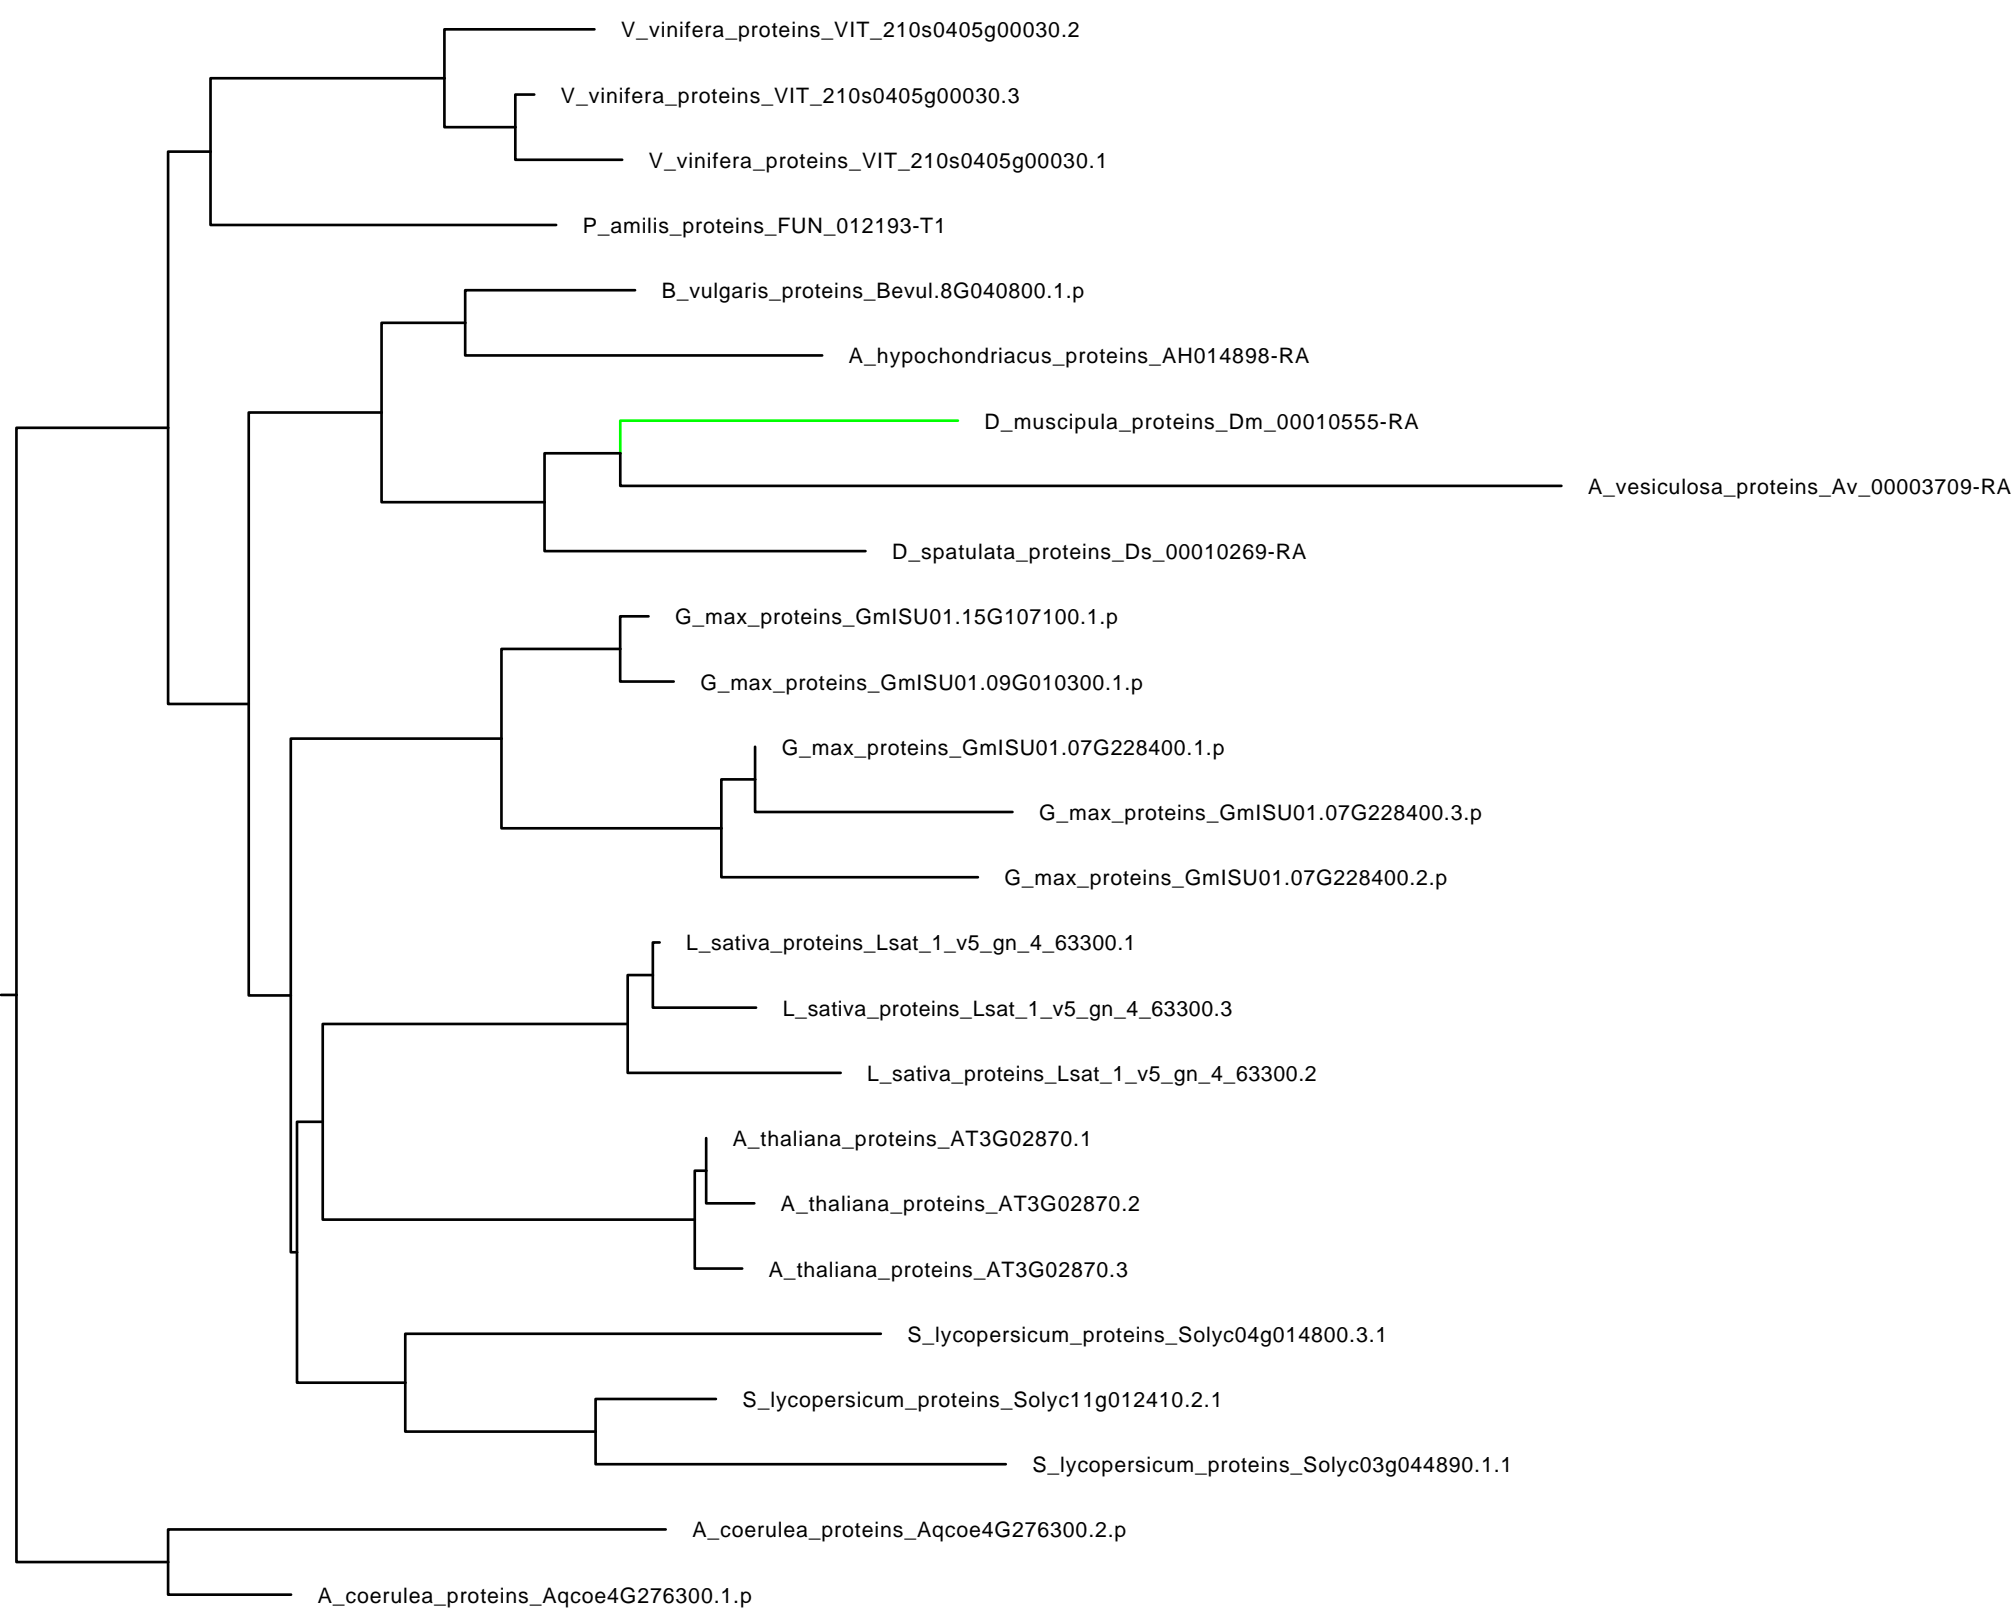 V_vinifera_proteins_VIT_210s0405g00030.2
V_vinifera_proteins_VIT_210s0405g00030.3
V_vinifera_proteins_VIT_210s0405g00030.1
P_amilis_proteins_FUN_012193-T1
B_vulgaris_proteins_Bevul.8G040800.1.p
A_hypochondriacus_proteins_AH014898-RA
D_muscipula_proteins_Dm_00010555-RA
A_vesiculosa_proteins_Av_00003709-RA
D_spatulata_proteins_Ds_00010269-RA
G_max_proteins_GmISU01.15G107100.1.p
G_max_proteins_GmISU01.09G010300.1.p
G_max_proteins_GmISU01.07G228400.1.p
G_max_proteins_GmISU01.07G228400.3.p
G_max_proteins_GmISU01.07G228400.2.p
L_sativa_proteins_Lsat_1_v5_gn_4_63300.1
L_sativa_proteins_Lsat_1_v5_gn_4_63300.3
L_sativa_proteins_Lsat_1_v5_gn_4_63300.2
A_thaliana_proteins_AT3G02870.1
A_thaliana_proteins_AT3G02870.2
A_thaliana_proteins_AT3G02870.3
S_lycopersicum_proteins_Solyc04g014800.3.1
S_lycopersicum_proteins_Solyc11g012410.2.1
S_lycopersicum_proteins_Solyc03g044890.1.1
A_coerulea_proteins_Aqcoe4G276300.2.p
A_coerulea_proteins_Aqcoe4G276300.1.p